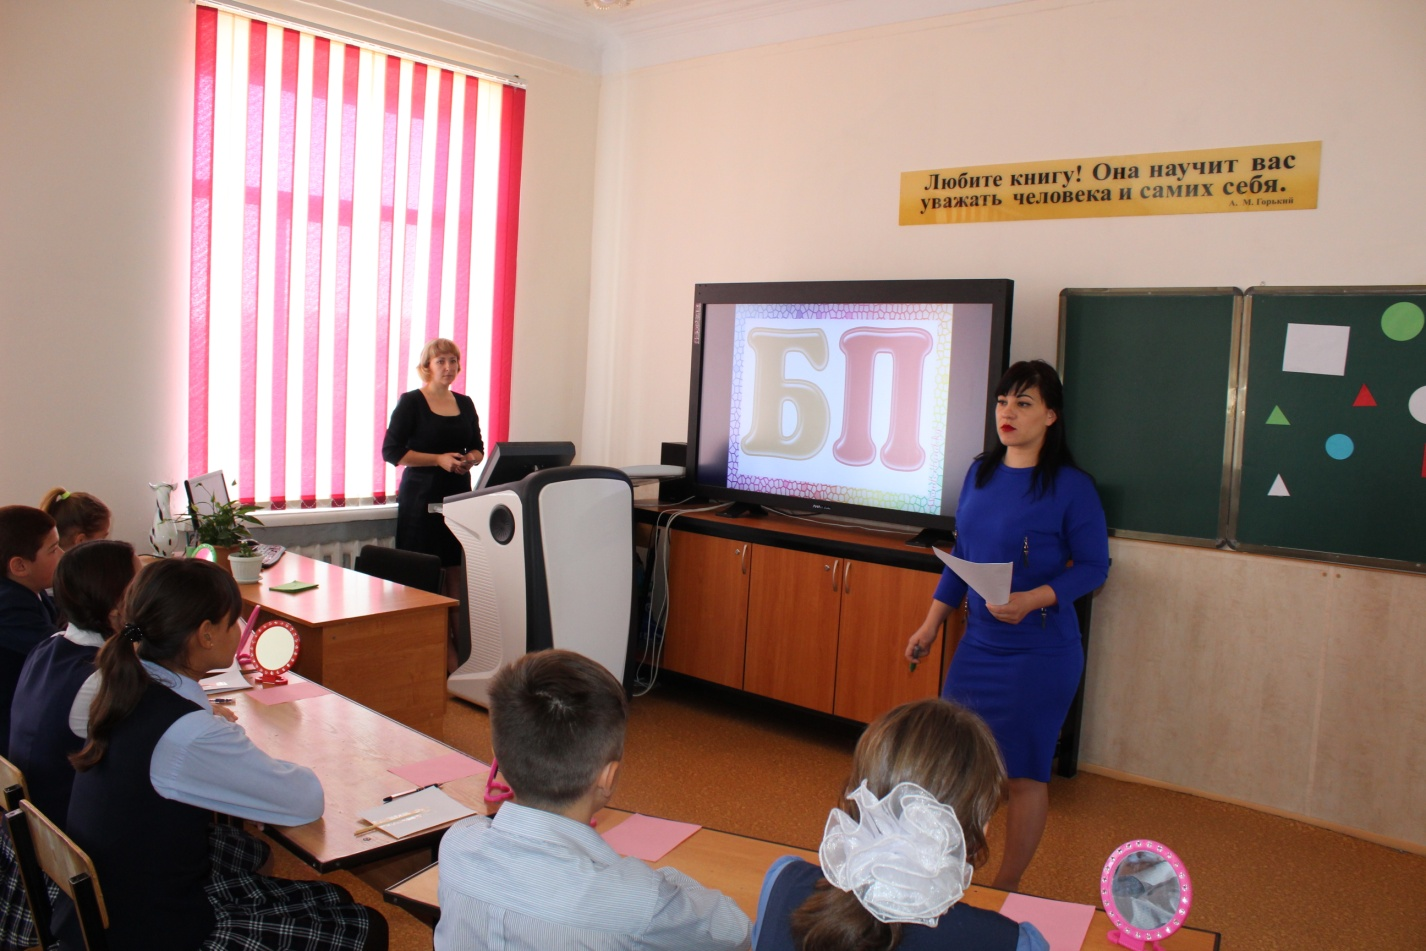 Любите книгу! Она научит вас
уважать человека и самих себя.
А. М. Горький
БП